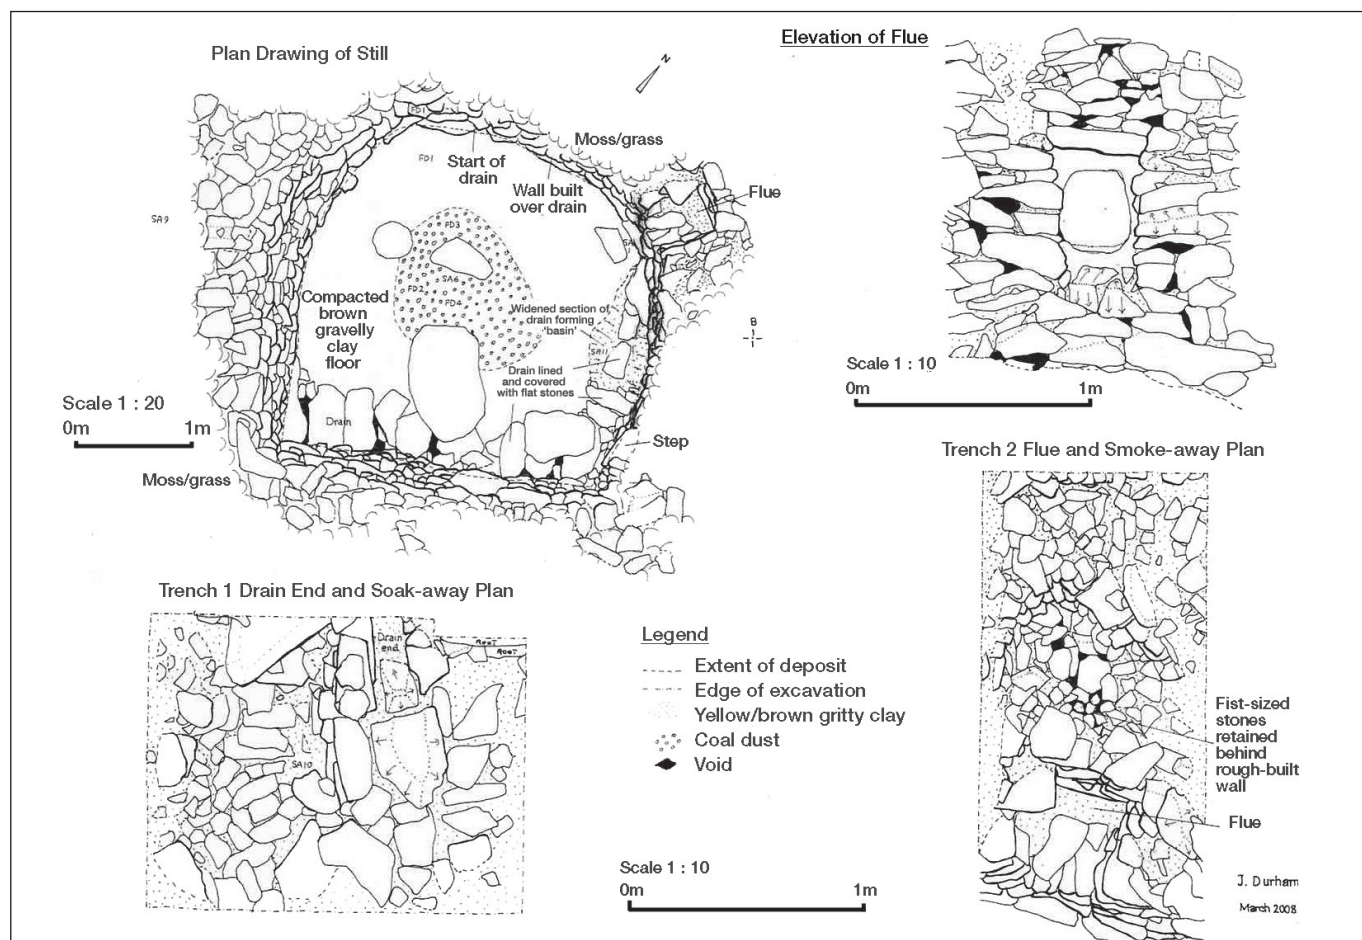 Plan Drawing of Still
N
FD1
Moss/grass
FD1
Start of
drain
Wall built
over drain
Flue
SA9
FD3
SA6
FD2
FD4
Compacted
brown
gravelly
clay
floor
Widened section of
drain forming
'basin'
SA11
B
Drain lined
and covered
with flat stones
Scale 1 : 20
0m
1m
Drain
Step
Moss/grass
Elevation of Flue
Scale 1 : 10
0m
1m
Trench 1 Drain End and Soak-away Plan
Drain
end
ROOT
ROOT
SA10
Legend
Extent of deposit
Edge of excavation
Yellow/brown gritty clay
Coal dust
Void
Scale 1 : 10
0m
1m
Trench 2 Flue and Smoke-away Plan
Fist-sized
stones
retained
behind
rough-built
wall
Flue
J. Durham
March 2008